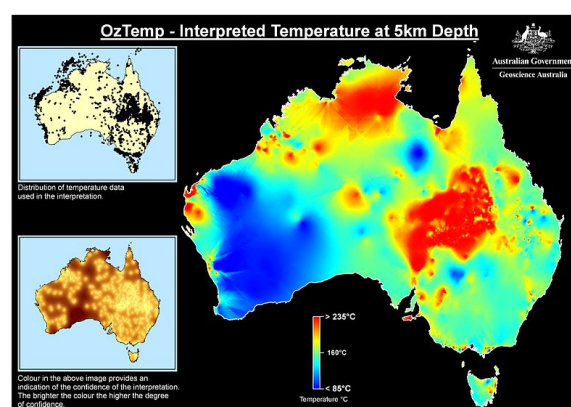 OzTemp - Interpreted Temperature at 5km Depth
Australian Government
Geoscience Australia
Distribution of temperature data
used in the interpretation.
> 235°C
160°C
< 85°C
Temperature °C
Colour in the above image provides an
indication of the confidence of the interpretation.
The brighter the colour the higher the degree
of confidence.